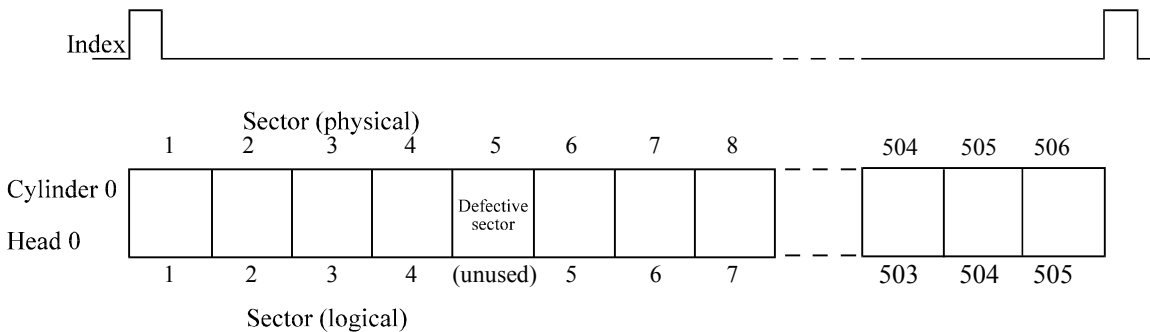 Index
Sector (physical)
1 2 3 4 5 6 7 8 504 505 506
Cylinder 0
Defective
sector
Head 0
1 2 3 4 (unused) 5 6 7 503 504 505
Sector (logical)